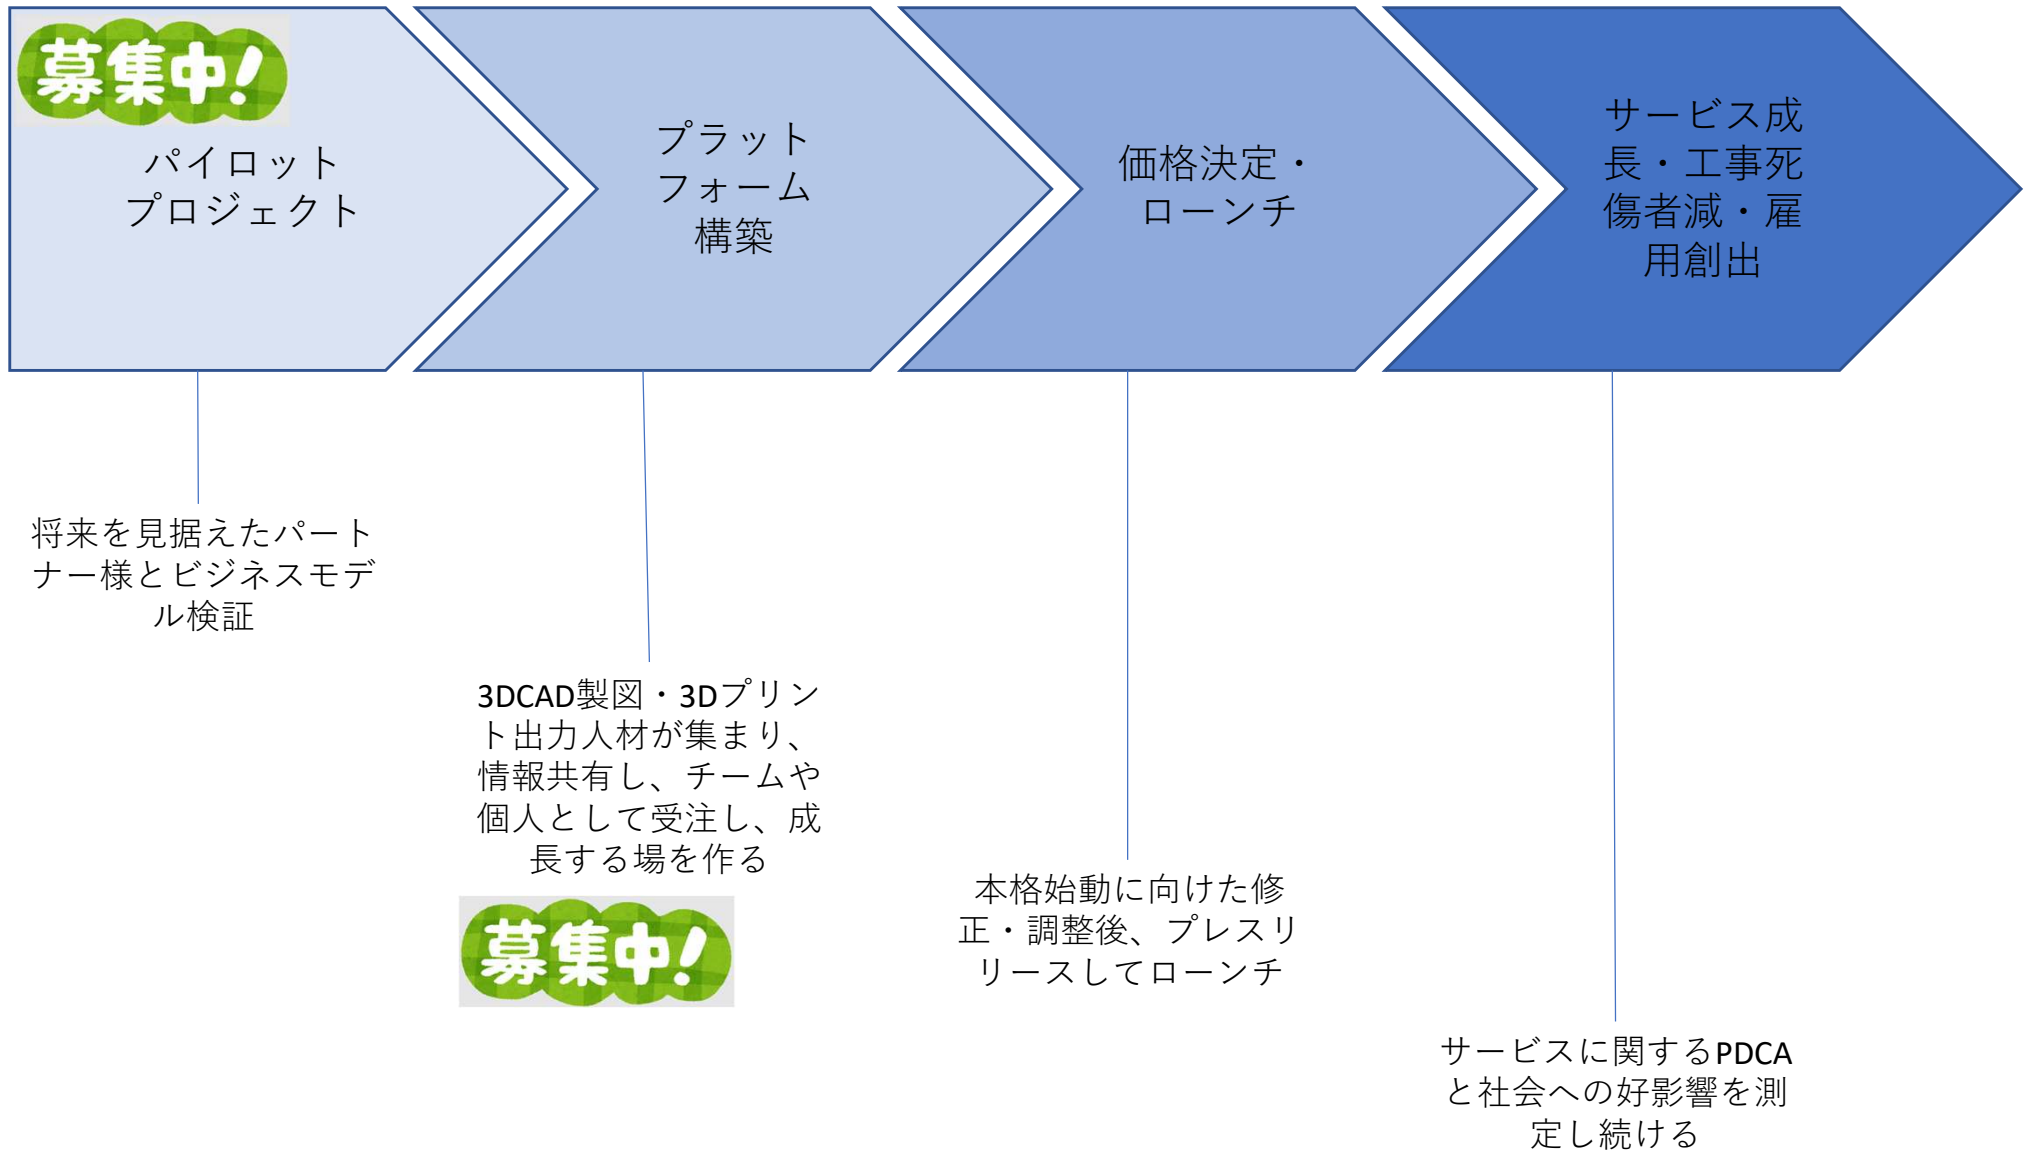 募集中!
パイロット
プロジェクト
プラット
フォーム
構築
価格決定・
ローンチ
サービス成
長・工事死
傷者減・雇
用創出
将来を見据えたパート
ナー様とビジネスモデ
ル検証
3DCAD製図・3Dプリン
ト出力人材が集まり、
情報共有し、チームや
個人として受注し、成
長する場を作る
募集中!
本格始動に向けた修
正・調整後、プレスリ
リースしてローンチ
サービスに関するPDCA
と社会への好影響を測
定し続ける